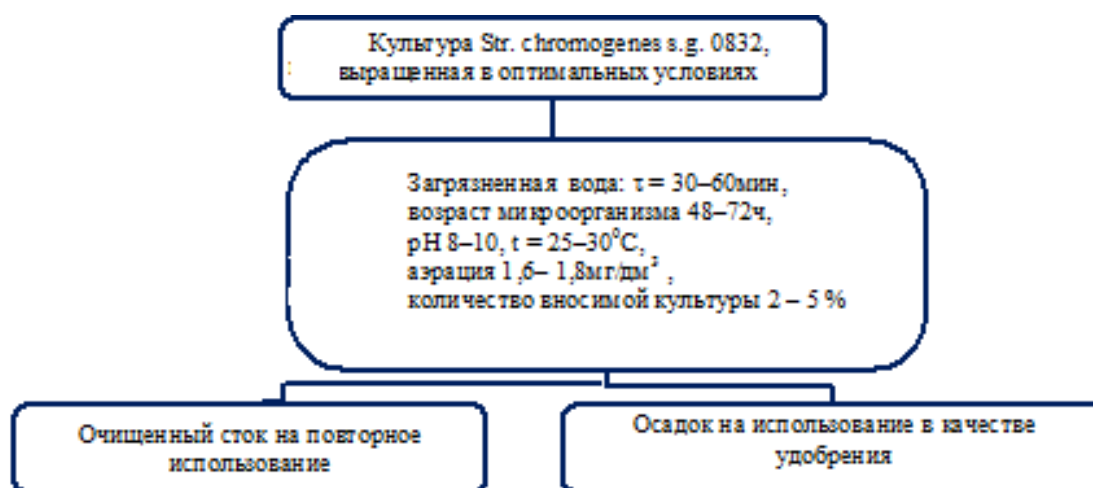 Культура Str. chromogenes s.g. 0832,
выращенная в оптимальных условиях
Загрязненная вода: τ = 30–60мин,
возраст микроорганизма 48–72ч,
pH 8–10, t = 25–30⁰C,
аэрация 1,6– 1,8мг/дм³ ,
количество вносимой культуры 2 – 5 %
Очищенный сток на повторное
использование
Осадок на использование в качестве
удобрения